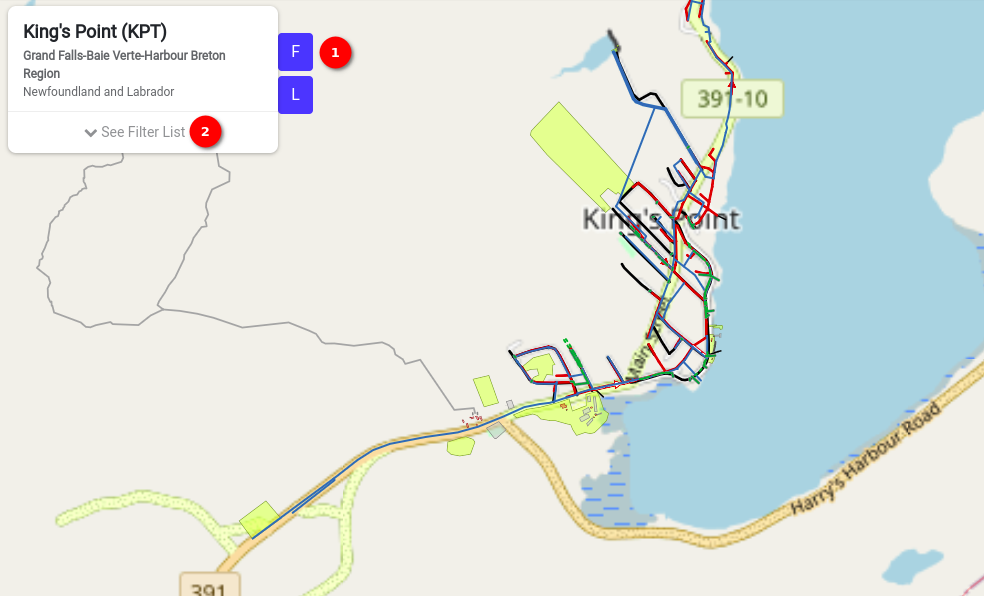 King's Point (KPT)
Grand Falls-Baie Verte-Harbour Breton
Region
Newfoundland and Labrador
See Filter List
F
L
1
2
391-10
King's Point
Main Street
Harry's Harbour Road
391